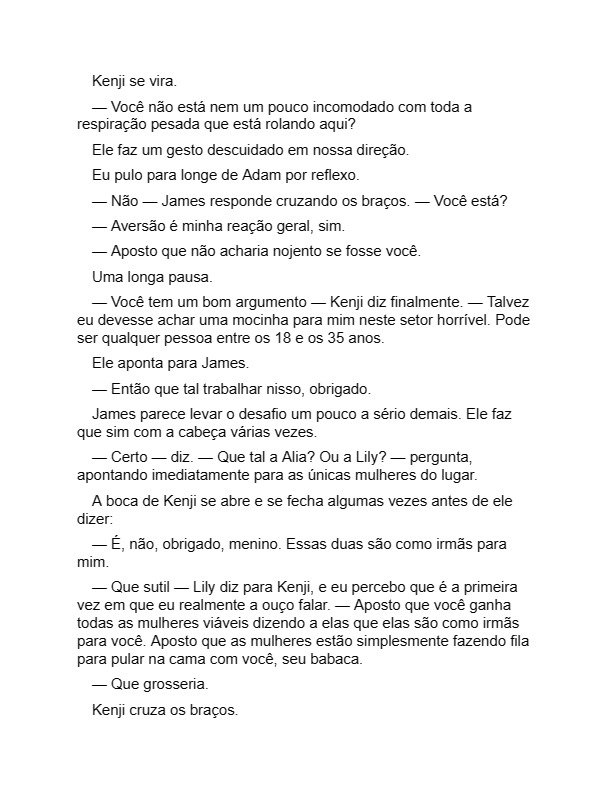 Kenji se vira.
— Você não está nem um pouco incomodado com toda a
respiração pesada que está rolando aqui?
Ele faz um gesto descuidado em nossa direção.
Eu pulo para longe de Adam por reflexo.
— Não — James responde cruzando os braços. — Você está?
— Aversão é minha reação geral, sim.
— Aposto que não acharia nojento se fosse você.
Uma longa pausa.
— Você tem um bom argumento — Kenji diz finalmente. — Talvez
eu devesse achar uma mocinha para mim neste setor horrível. Pode
ser qualquer pessoa entre os 18 e os 35 anos.
Ele aponta para James.
— Então que tal trabalhar nisso, obrigado.
James parece levar o desafio um pouco a sério demais. Ele faz
que sim com a cabeça várias vezes.
— Certo — diz. — Que tal a Alia? Ou a Lily? — pergunta,
apontando imediatamente para as únicas mulheres do lugar.
A boca de Kenji se abre e se fecha algumas vezes antes de ele
dizer:
— É, não, obrigado, menino. Essas duas são como irmãs para
mim.
— Que sutil — Lily diz para Kenji, e eu percebo que é a primeira
vez em que eu realmente a ouço falar. — Aposto que você ganha
todas as mulheres viáveis dizendo a elas que elas são como irmãs
para você. Aposto que as mulheres estão simplesmente fazendo fila
para pular na cama com você, seu babaca.
— Que grosseria.
Kenji cruza os braços.